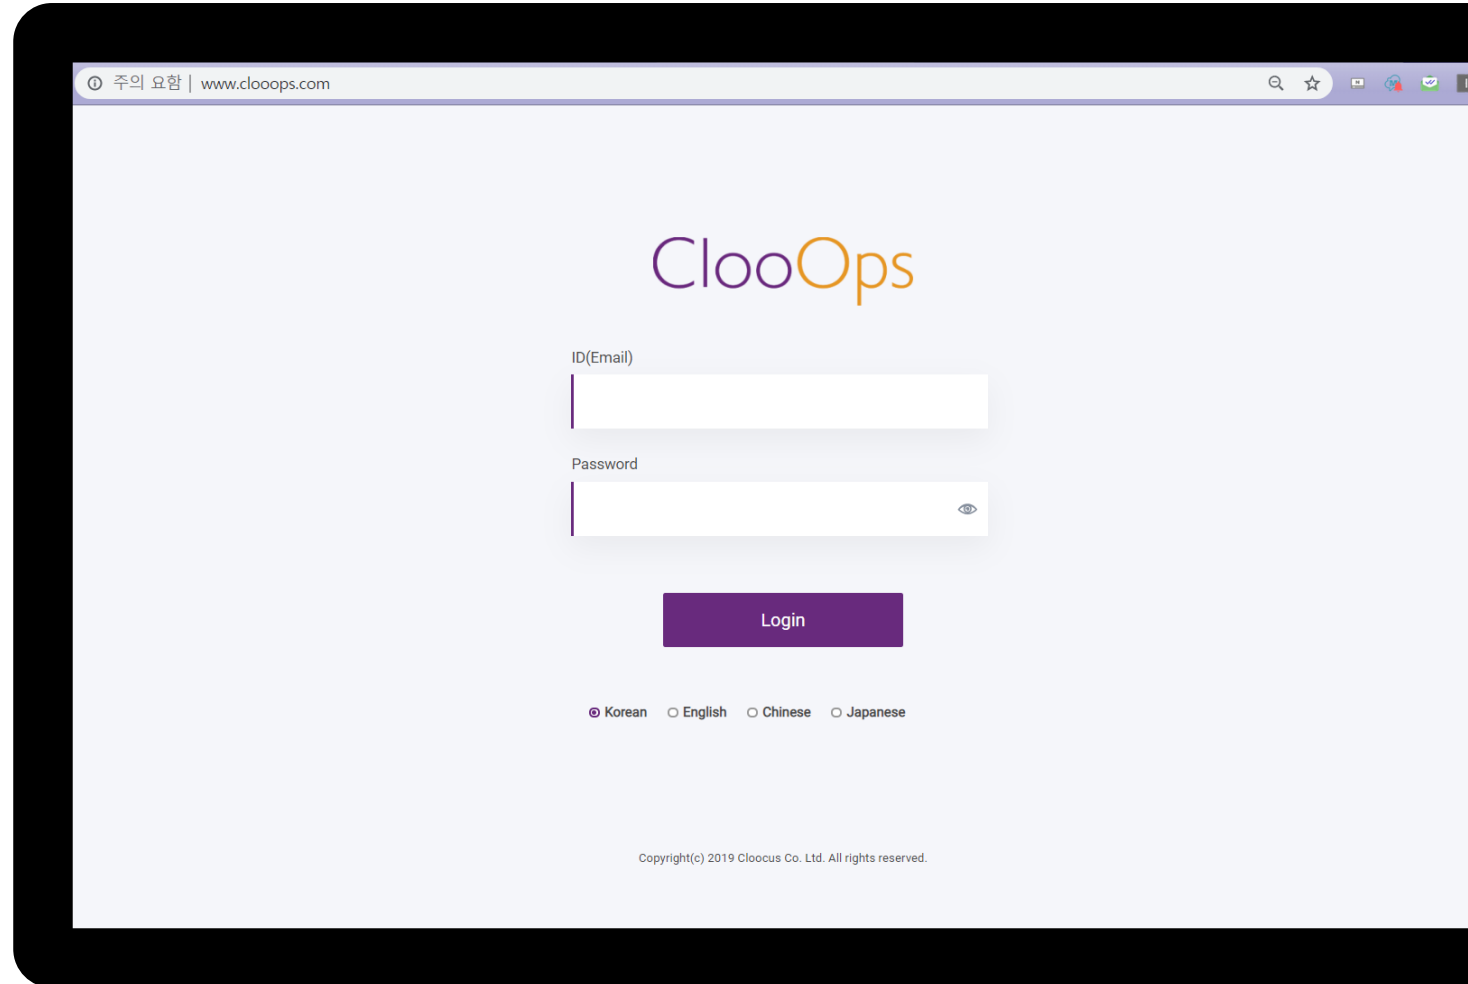 주의 요함 | www.clooops.com
ClooOps
ID(Email)
Password
Login
Korean English Chinese Japanese
Copyright(c) 2019 Cloocus Co. Ltd. All rights reserved.